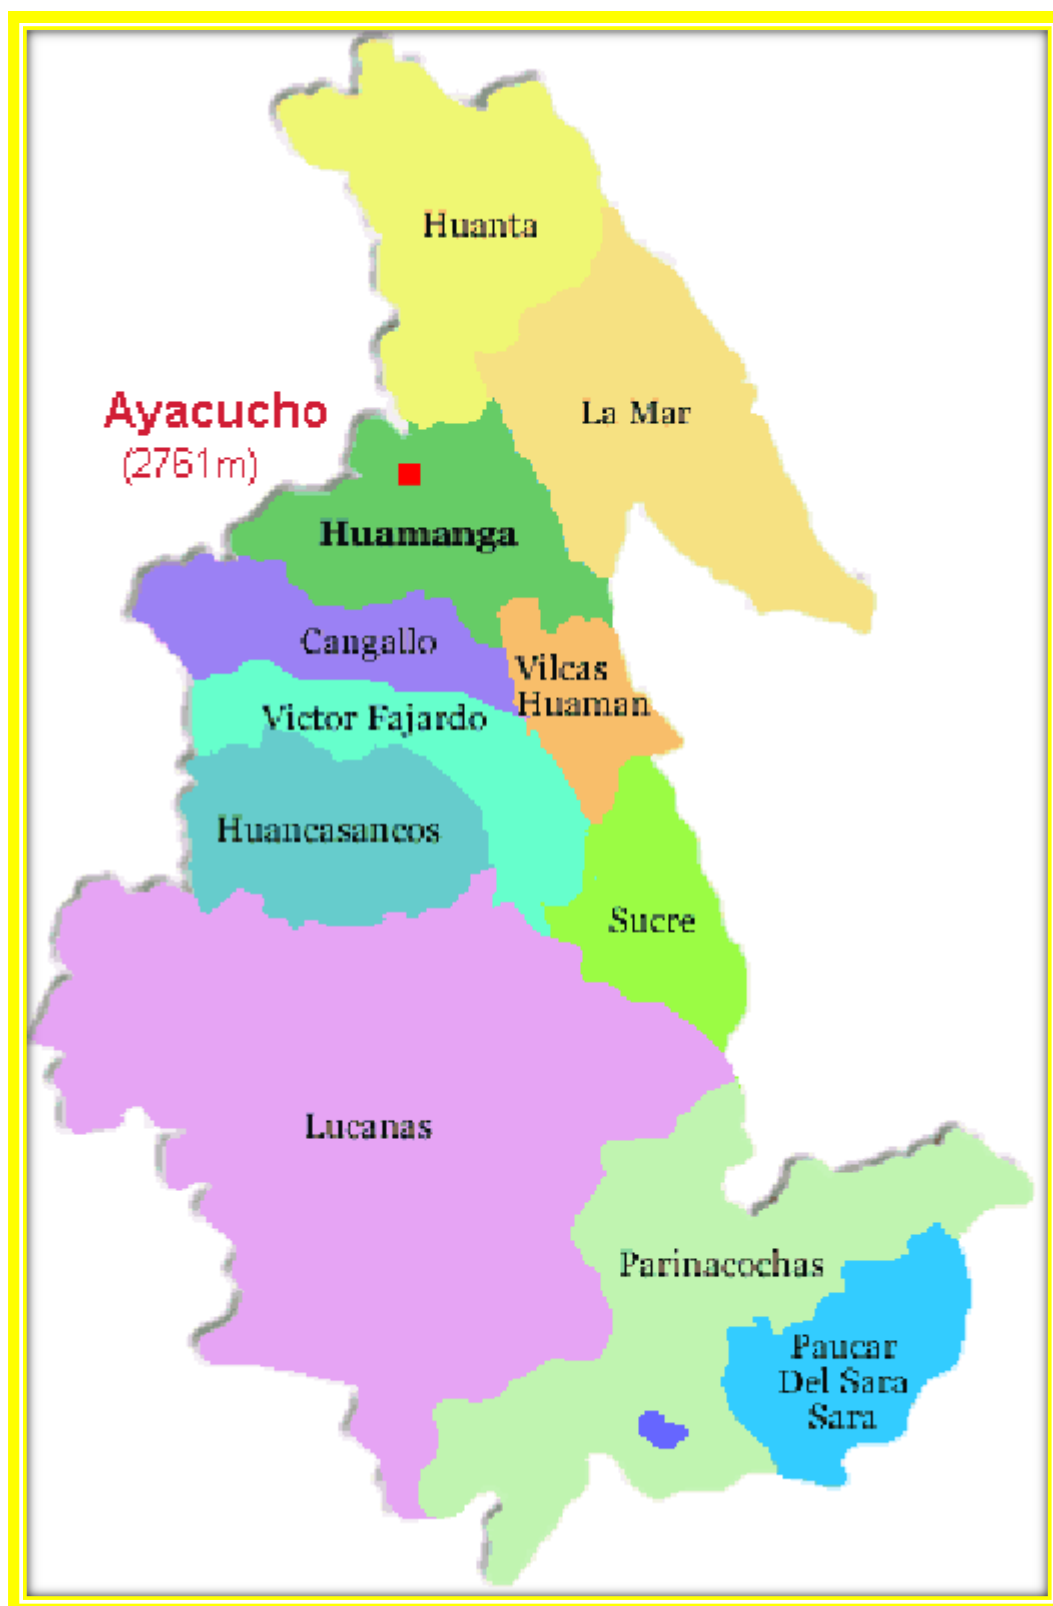 Huanta
Ayacucho
(2761m)
La Mar
Huamanga
Cangallo
Vilcas
Huaman
Victor Fajardo
Huancasancos
Sucre
Lucanas
Parinacochas
Paucar
Del Sara
Sara